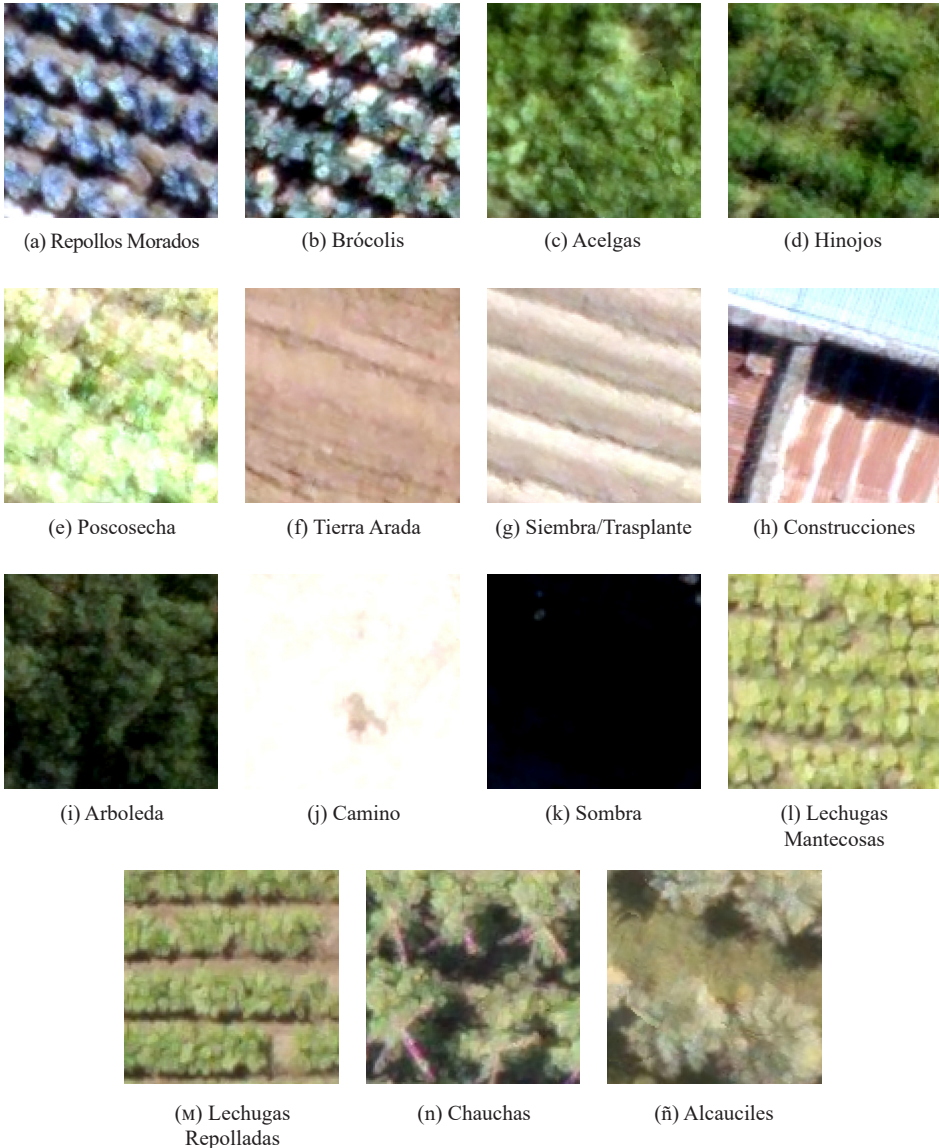 (a) Repollos Morados
(b) Brócolis
(c) Acelgas
(d) Hinojos
(e) Poscosecha
(f) Tierra Arada
(g) Siembra/Trasplante
(h) Construcciones
(i) Arboleda
(j) Camino
(k) Sombra
(l) Lechugas
Mantecosas
(м) Lechugas
Repolladas
(n) Chauchas
(ñ) Alcauciles